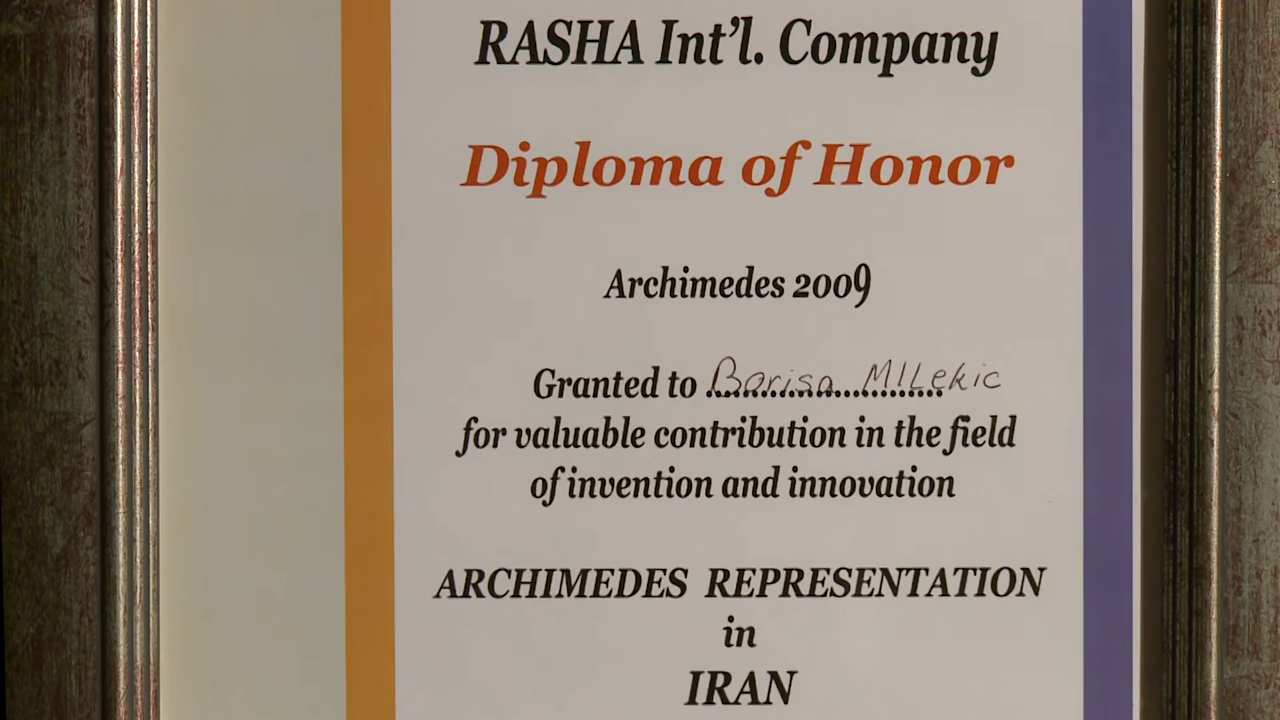 RASHA Int'l. Company
Diploma of Honor
Archimedes 2009
Granted to Borisa MILekic
for valuable contribution in the field
of invention and innovation
ARCHIMEDES REPRESENTATION
in
IRAN